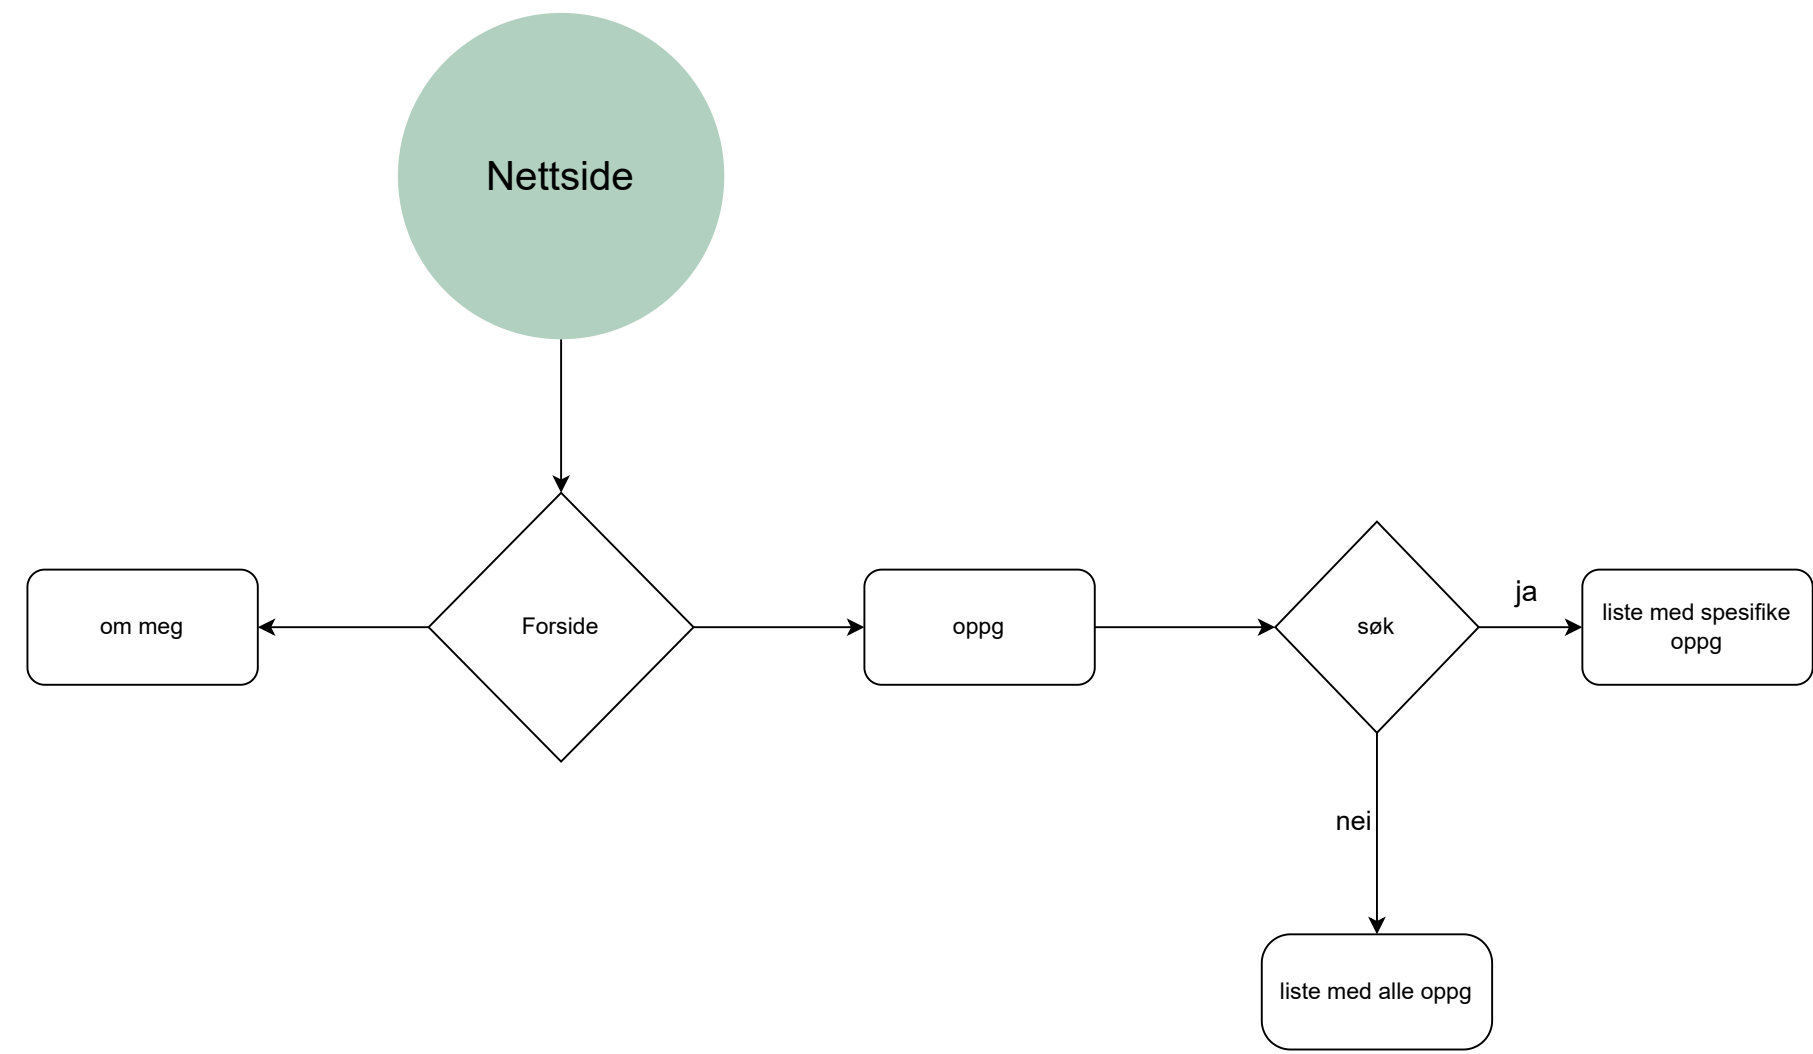 Nettside
om meg
Forside
oppg
søk
ja
liste med spesifike
oppg
nei
liste med alle oppg